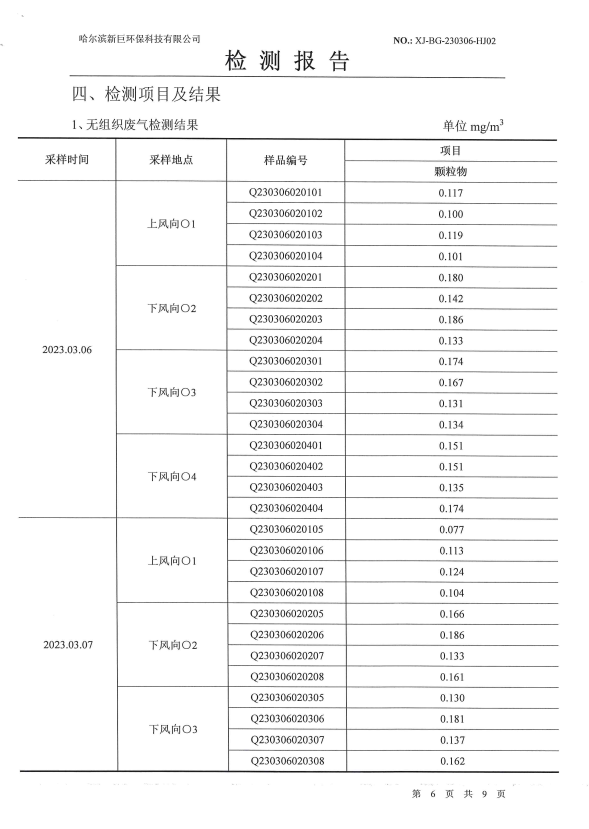 哈尔滨新巨环保科技有限公司
NO.: XJ-BG-230306-HJ02
检 测 报 告
四、检测项目及结果
1、无组织废气检测结果
单位 mg/m³
采样时间 采样地点 样品编号 项目
颗粒物
2023.03.06
上风向〇1
Q230306020101 0.117
Q230306020102 0.100
Q230306020103 0.119
Q230306020104 0.101
下风向〇2
Q230306020201 0.180
Q230306020202 0.142
Q230306020203 0.186
Q230306020204 0.133
下风向〇3
Q230306020301 0.174
Q230306020302 0.167
Q230306020303 0.131
Q230306020304 0.134
下风向〇4
Q230306020401 0.151
Q230306020402 0.151
Q230306020403 0.135
Q230306020404 0.174
2023.03.07
上风向〇1
Q230306020105 0.077
Q230306020106 0.113
Q230306020107 0.124
Q230306020108 0.104
下风向〇2
Q230306020205 0.166
Q230306020206 0.186
Q230306020207 0.133
Q230306020208 0.161
下风向〇3
Q230306020305 0.130
Q230306020306 0.181
Q230306020307 0.137
Q230306020308 0.162
第 6 页 共 9 页